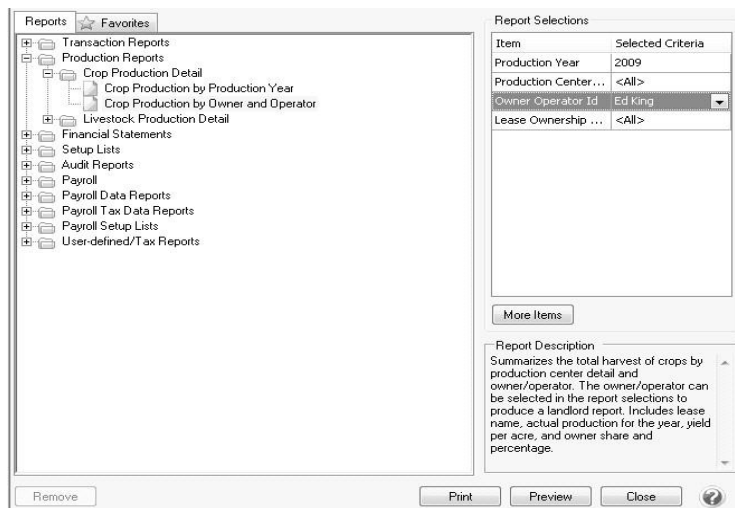 Reports
Favorites
Transaction Reports
Production Reports
Crop Production Detail
Crop Production by Production Year
Crop Production by Owner and Operator
Livestock Production Detail
Financial Statements
Setup Lists
Audit Reports
Payroll
Payroll Data Reports
Payroll Tax Data Reports
Payroll Setup Lists
User-defined/Tax Reports
Report Selections
Item Selected Criteria
Production Year 2009
Production Center... <All>
Owner Operator Id Ed King
Lease Ownership ... <All>
More Items
Report Description
Summarizes the total harvest of crops by
production center detail and
owner/operator. The owner/operator can
be selected in the report selections to
produce a landlord report. Includes lease
name, actual production for the year, yield
per acre, and owner share and
percentage.
Remove Print Preview Close ?